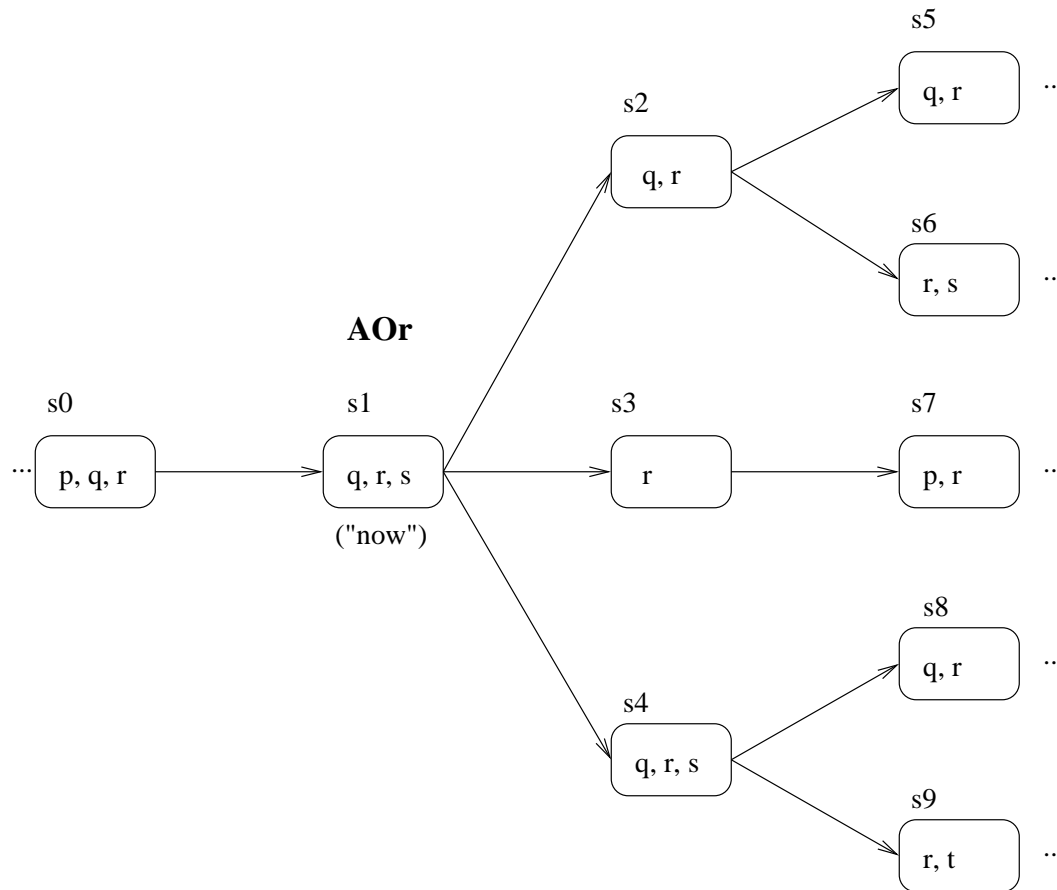 s5
q, r ..
s2
q, r
s6
r, s ..
AOr
s0 s1 s3 s7
... p, q, r q, r, s r p, r ..
("now")
s8
q, r ..
s4
q, r, s
s9
r, t ..